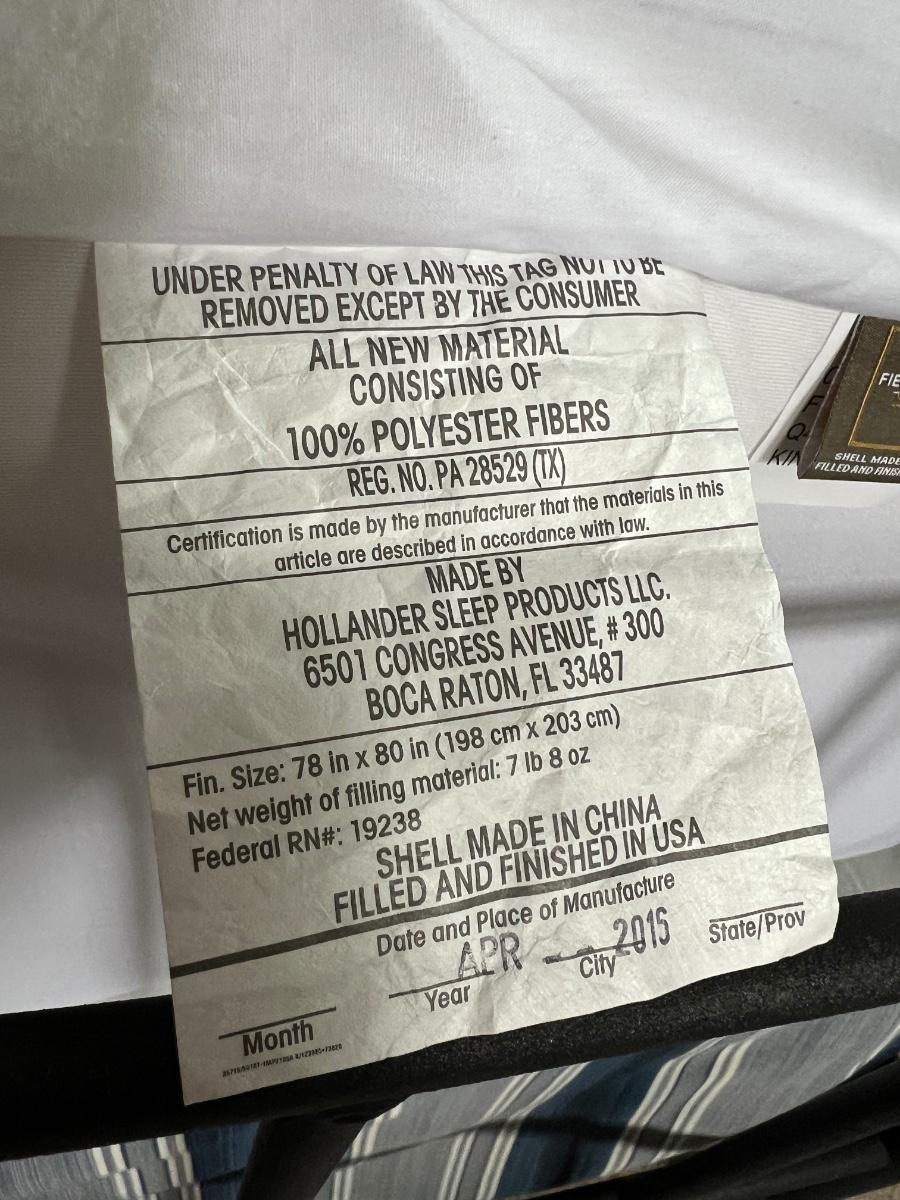 UNDER PENALTY OF LAW THIS TAG NOT TO BE
REMOVED EXCEPT BY THE CONSUMER
ALL NEW MATERIAL
CONSISTING OF
100% POLYESTER FIBERS
REG. NO. PA 28529 (TX)
Certification is made by the manufacturer that the materials in this
article are described in accordance with law.
MADE BY
HOLLANDER SLEEP PRODUCTS LLC.
6501 CONGRESS AVENUE, # 300
BOCA RATON, FL 33487
Fin. Size: 78 in x 80 in (198 cm x 203 cm)
Net weight of filling material: 7 lb 8 oz
Federal RN#: 19238
SHELL MADE IN CHINA
FILLED AND FINISHED IN USA
Date and Place of Manufacture
APR 2015
Month Year City State/Prov
FIE
SHELL MADE
FILLED AND FINIS